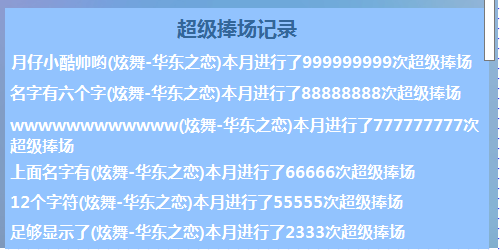 超级捧场记录
月仔小酷帅哟(炫舞-华东之恋)本月进行了999999999次超级捧场
名字有六个字(炫舞-华东之恋)本月进行了88888888次超级捧场
wwwwwwwwwwww(炫舞-华东之恋)本月进行了777777777次
超级捧场
上面名字有(炫舞-华东之恋)本月进行了66666次超级捧场
12个字符(炫舞-华东之恋)本月进行了55555次超级捧场
足够显示了(炫舞-华东之恋)本月进行了2333次超级捧场